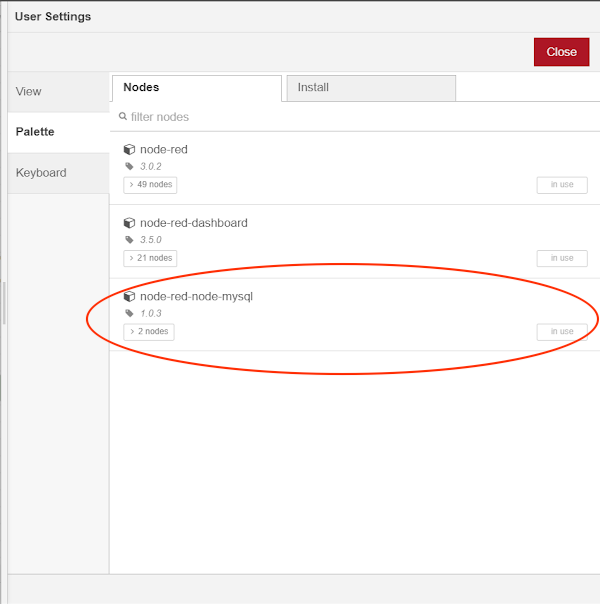 User Settings
Close
View
Palette
Keyboard
Nodes
Install
filter nodes
node-red
3.0.2
49 nodes
in use
node-red-dashboard
3.5.0
21 nodes
in use
node-red-node-mysql
1.0.3
2 nodes
in use